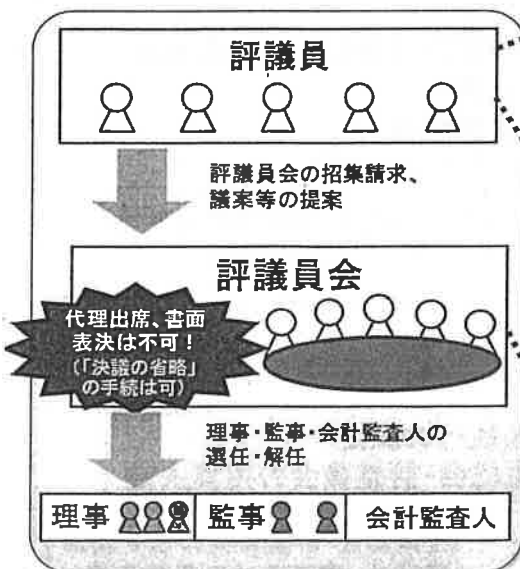 評議員
評議員会の招集請求、
議案等の提案
評議員会
代理出席、書面
表決は不可！
(「決議の省略」
の手続は可)
理事・監事・会計監査人の
選任・解任
理事 監事 会計監査人